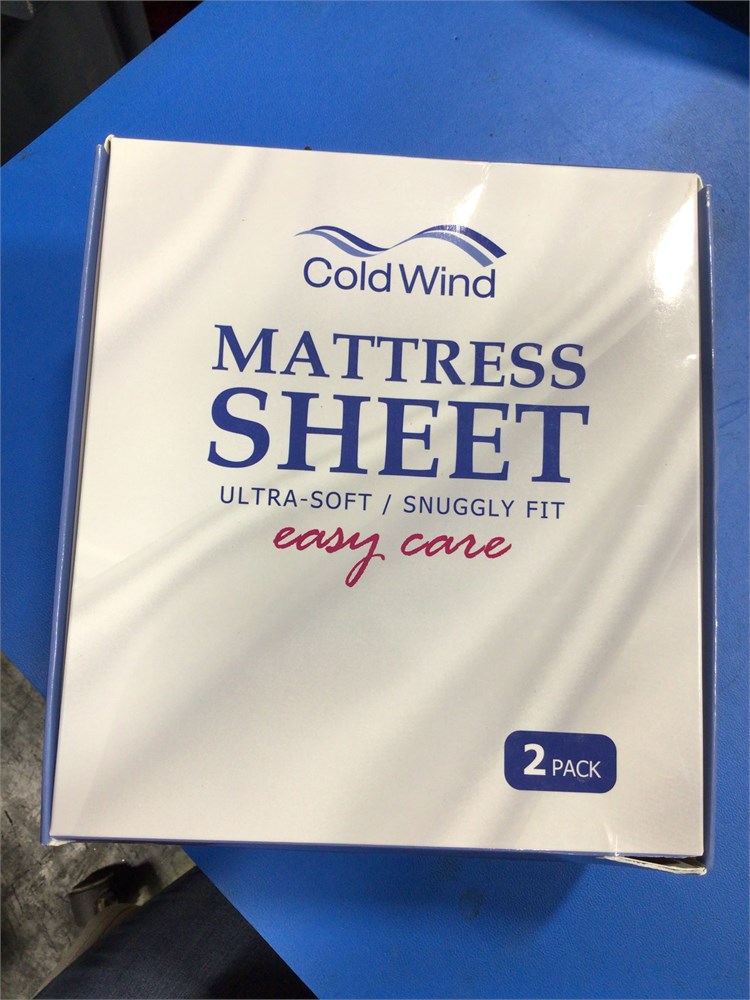 Cold Wind
MATTRESS
SHEET
ULTRA-SOFT / SNUGGLY FIT
easy care
2 PACK